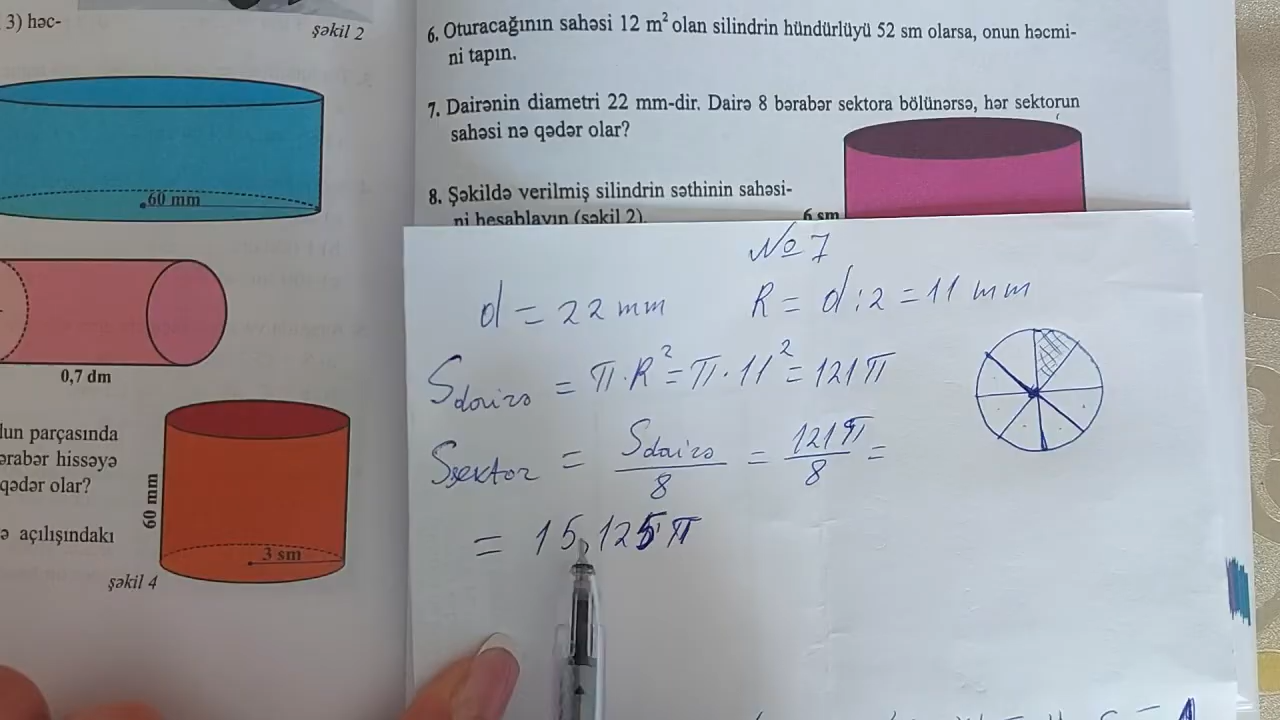 3) həc-
şəkil 2
60 mm
0,7 dm
lun parçasında
ərabər hissəyə
qədər olar?
ə açılışındakı
60 mm
3 sm
şəkil 4
6. Oturacağının sahəsi 12 m² olan silindrin hündürlüyü 52 sm olarsa, onun həcmi-
ni tapın.
7. Dairənin diametri 22 mm-dir. Dairə 8 bərabər sektora bölünərsə, hər sektorun
sahəsi nə qədər olar?
8. Şəkildə verilmiş silindrin səthinin sahəsi-
ni hesablayın (şəkil 2).
6 sm
№ 7
d = 22 mm R = d : 2 = 11 mm
Sdairə = π · R² = π · 11² = 121π
Ssektor = Sdairə/8 = 121π/8 =
= 15,125π